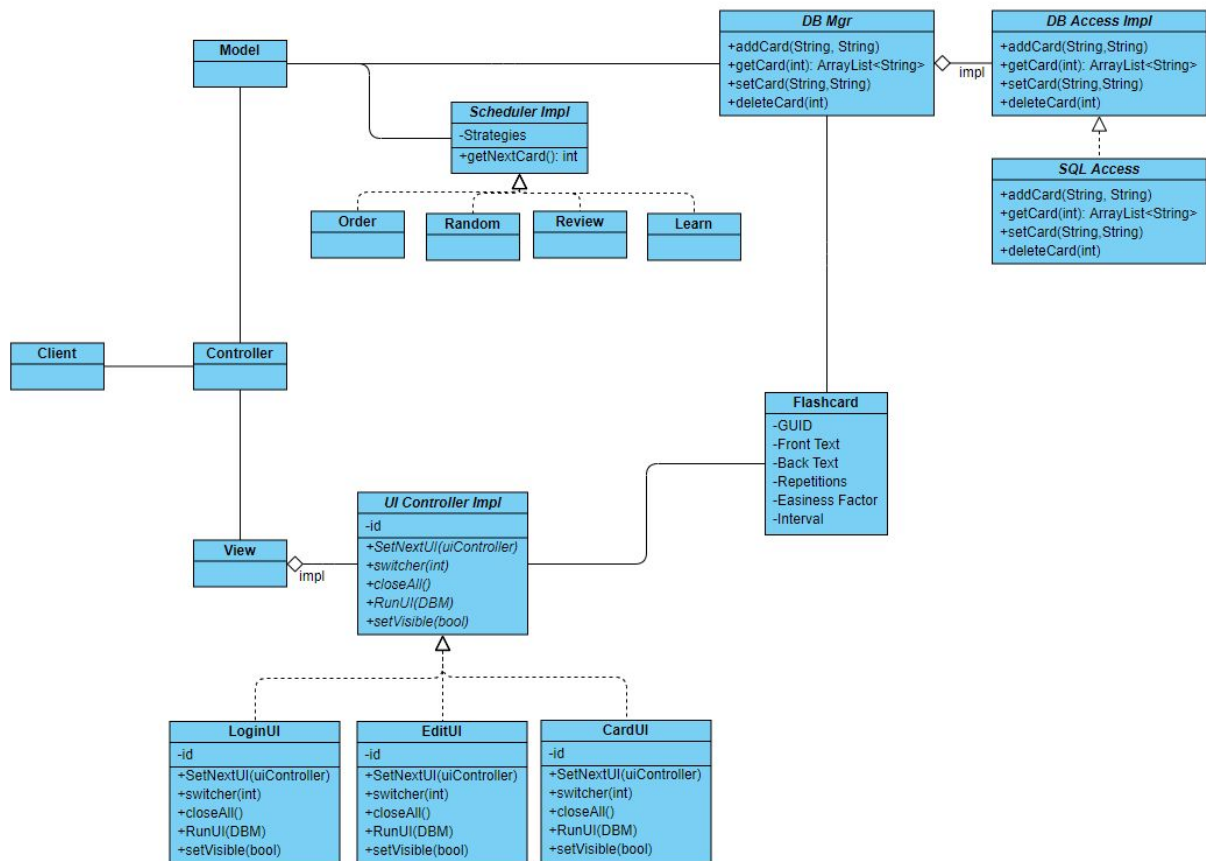 Model
DB Mgr
+addCard(String, String)
+getCard(int): ArrayList<String>
+setCard(String,String)
+deleteCard(int)
impl
DB Access Impl
+addCard(String,String)
+getCard(int): ArrayList<String>
+setCard(String,String)
+deleteCard(int)
Scheduler Impl
-Strategies
+getNextCard(): int
SQL Access
+addCard(String, String)
+getCard(int): ArrayList<String>
+setCard(String,String)
+deleteCard(int)
Order
Random
Review
Learn
Client
Controller
Flashcard
-GUID
-Front Text
-Back Text
-Repetitions
-Easiness Factor
-Interval
View
impl
UI Controller Impl
-id
+SetNextUI(uiController)
+switcher(int)
+closeAll()
+RunUI(DBM)
+setVisible(bool)
LoginUI
-id
+SetNextUI(uiController)
+switcher(int)
+closeAll()
+RunUI(DBM)
+setVisible(bool)
EditUI
-id
+SetNextUI(uiController)
+switcher(int)
+closeAll()
+RunUI(DBM)
+setVisible(bool)
CardUI
-id
+SetNextUI(uiController)
+switcher(int)
+closeAll()
+RunUI(DBM)
+setVisible(bool)